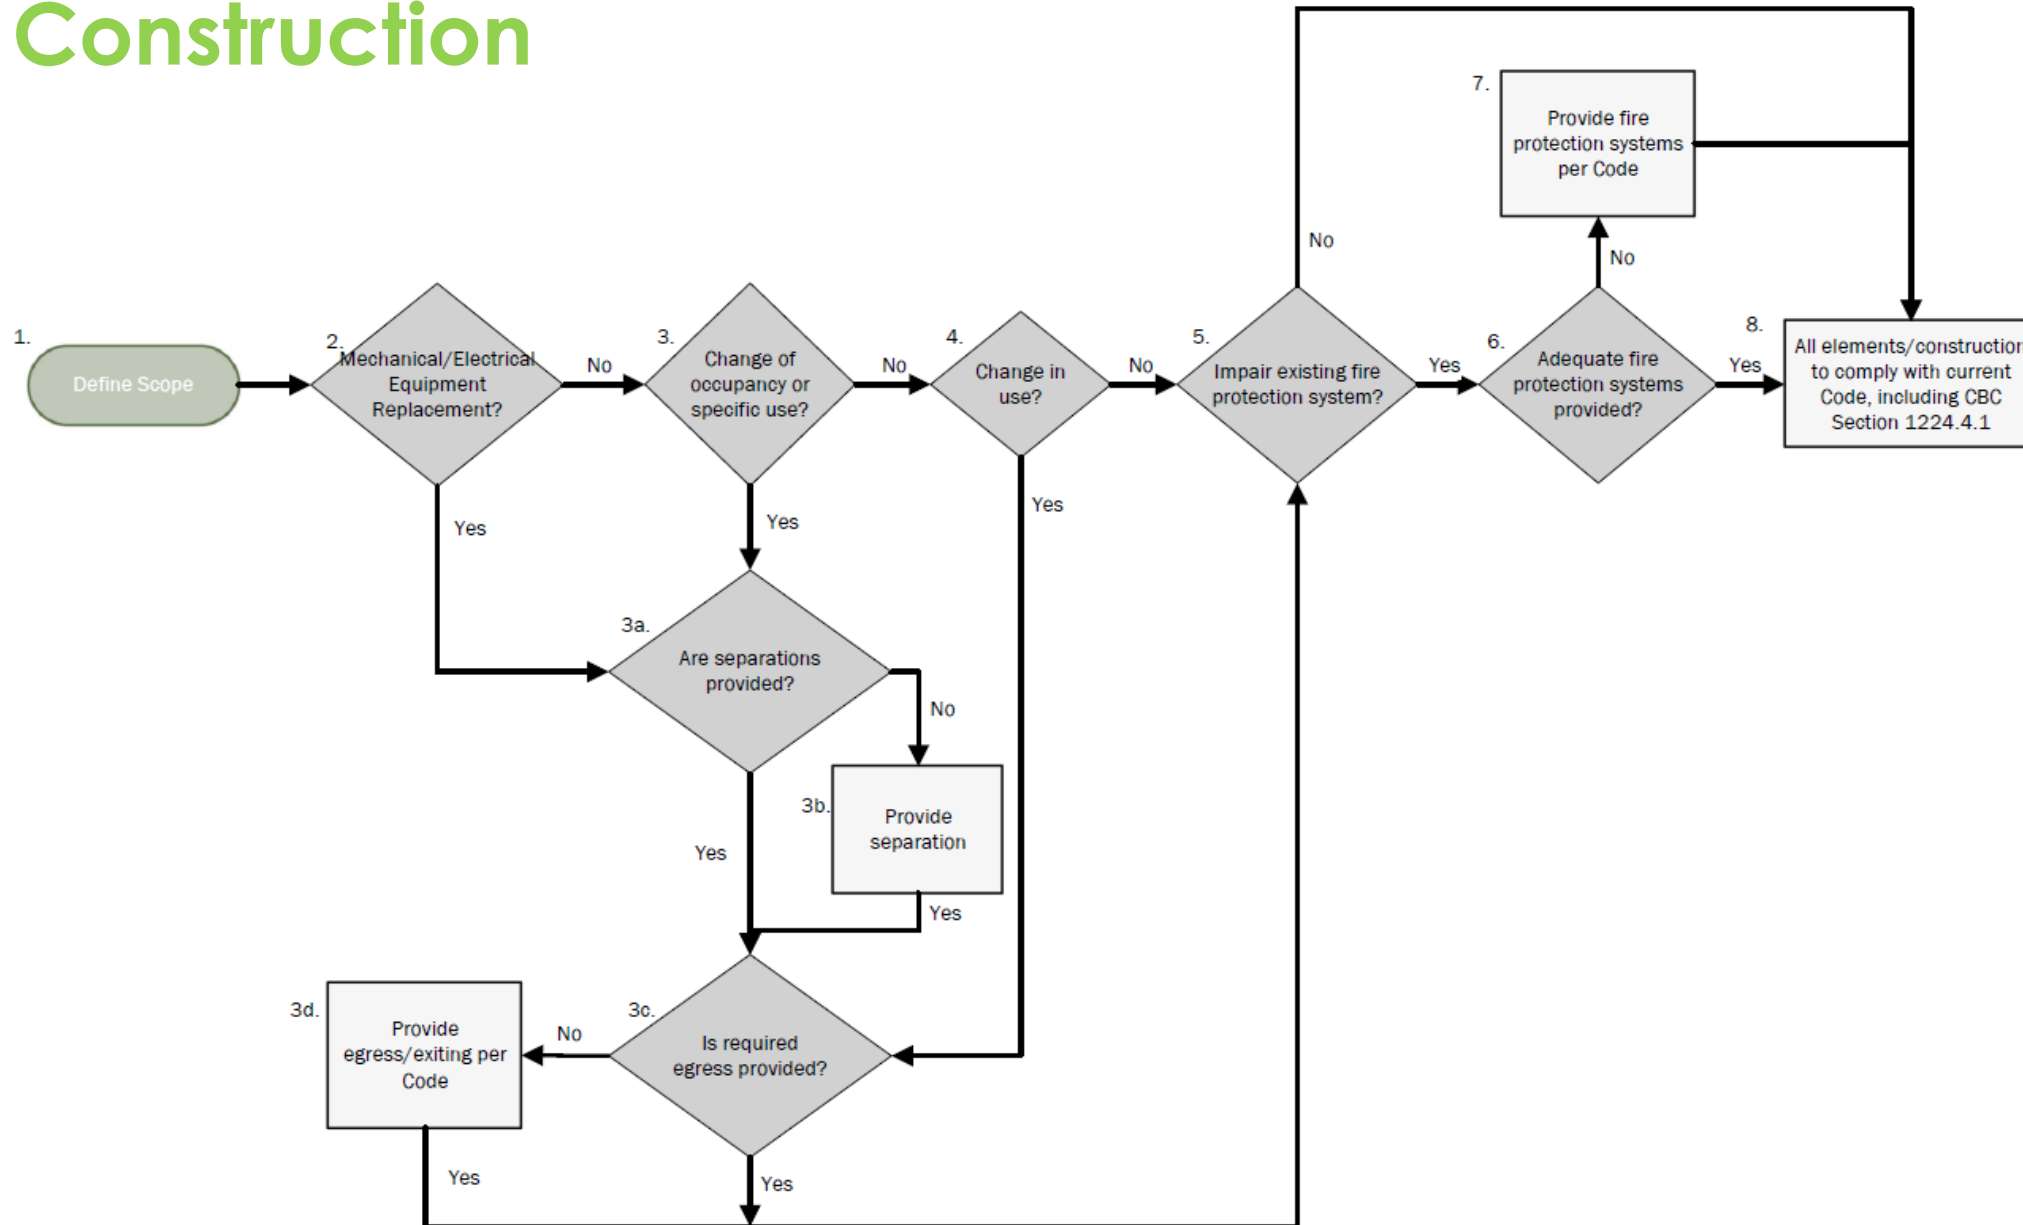 Construction
1.
Define Scope
2.
Mechanical/Electrical
Equipment
Replacement?
No
Yes
3.
Change of
occupancy or
specific use?
No
Yes
4.
Change in
use?
No
Yes
5.
Impair existing fire
protection system?
No
Yes
6.
Adequate fire
protection systems
provided?
No
Yes
7.
Provide fire
protection systems
per Code
8.
All elements/construction
to comply with current
Code, including CBC
Section 1224.4.1
3a.
Are separations
provided?
No
Yes
3b.
Provide
separation
Yes
3c.
Is required
egress provided?
No
Yes
3d.
Provide
egress/exiting per
Code
Yes